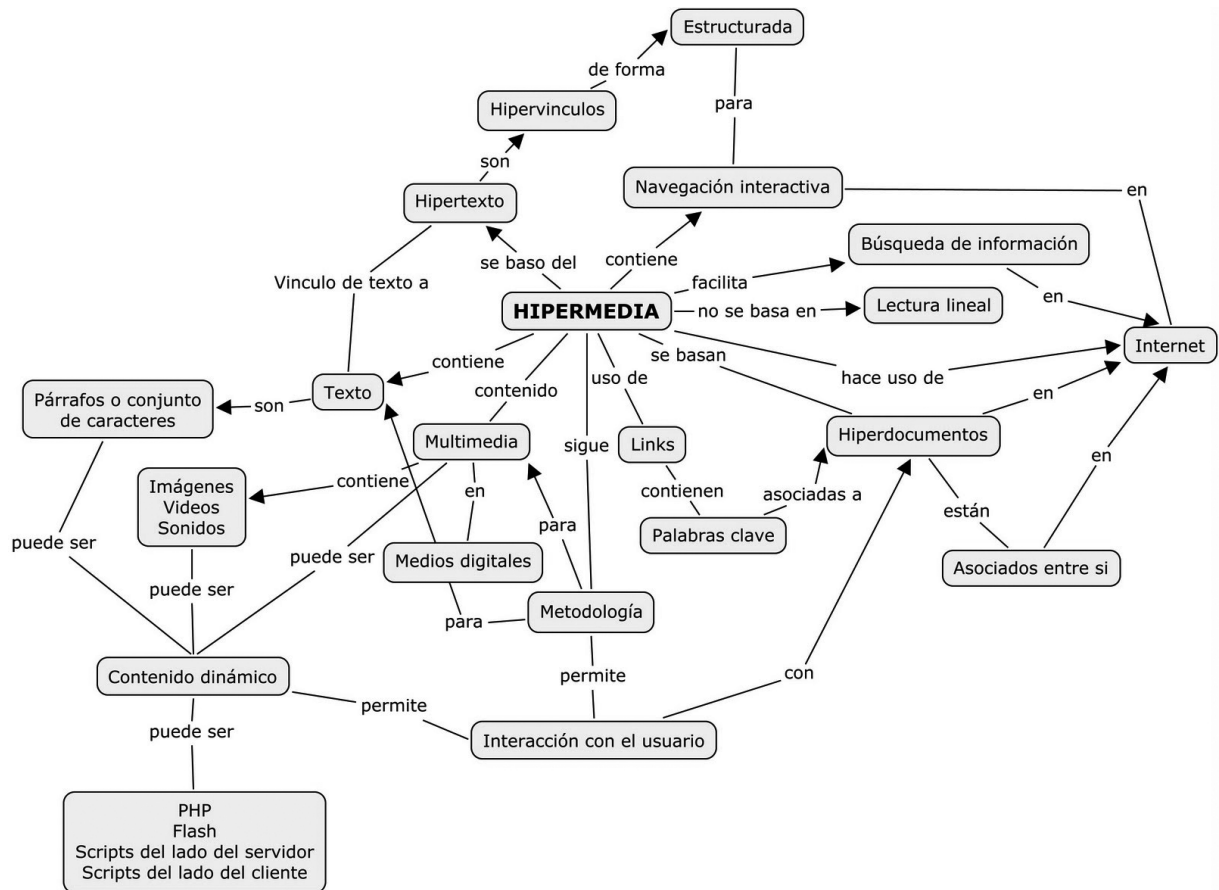 Estructurada
de forma
Hipervinculos
para
son
Navegación interactiva
en
Hipertexto
Búsqueda de información
se baso del
contiene
facilita
Vinculo de texto a
en
HIPERMEDIA
no se basa en
Lectura lineal
Internet
contiene
se basan
hace uso de
uso de
contenido
Texto
son
Párrafos o conjunto
de caracteres
en
Hiperdocumentos
Multimedia
sigue
Links
en
contiene
Imágenes
Videos
Sonidos
en
contienen
asociadas a
están
para
Palabras clave
puede ser
puede ser
Medios digitales
Asociados entre si
puede ser
Metodología
para
Contenido dinámico
permite
con
permite
puede ser
Interacción con el usuario
PHP
Flash
Scripts del lado del servidor
Scripts del lado del cliente